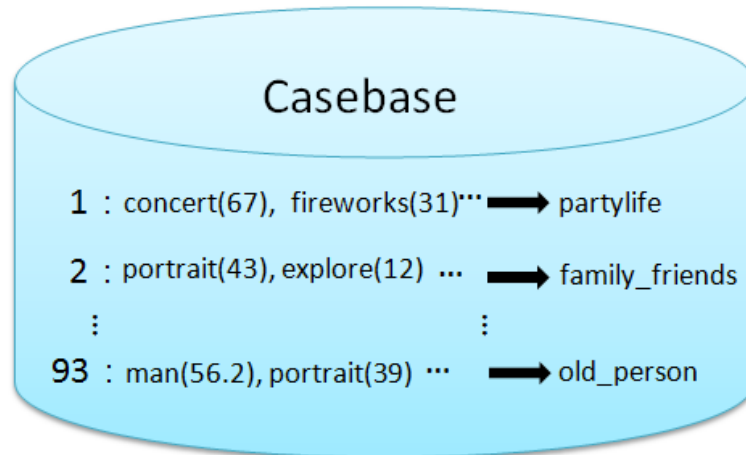 Casebase
1 : concert(67), fireworks(31)... partylife
2 : portrait(43), explore(12) ... family_friends
⋮ ⋮
93 : man(56.2), portrait(39) ... old_person